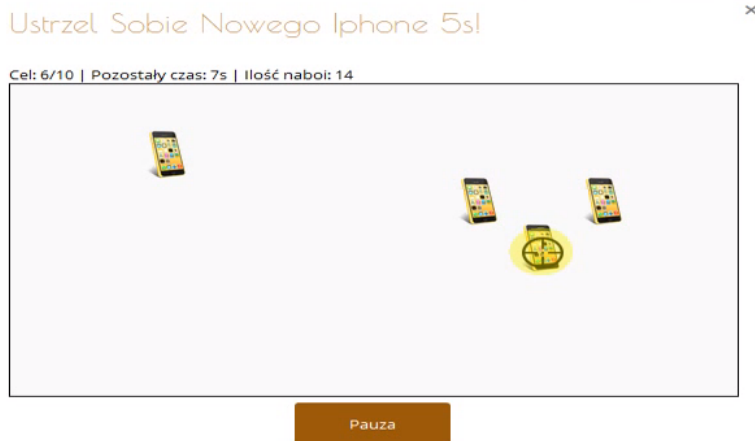 Ustrzel Sobie Nowego Iphone 5s!
Cel: 6/10 | Pozostały czas: 7s | Ilość naboi: 14
Pauza